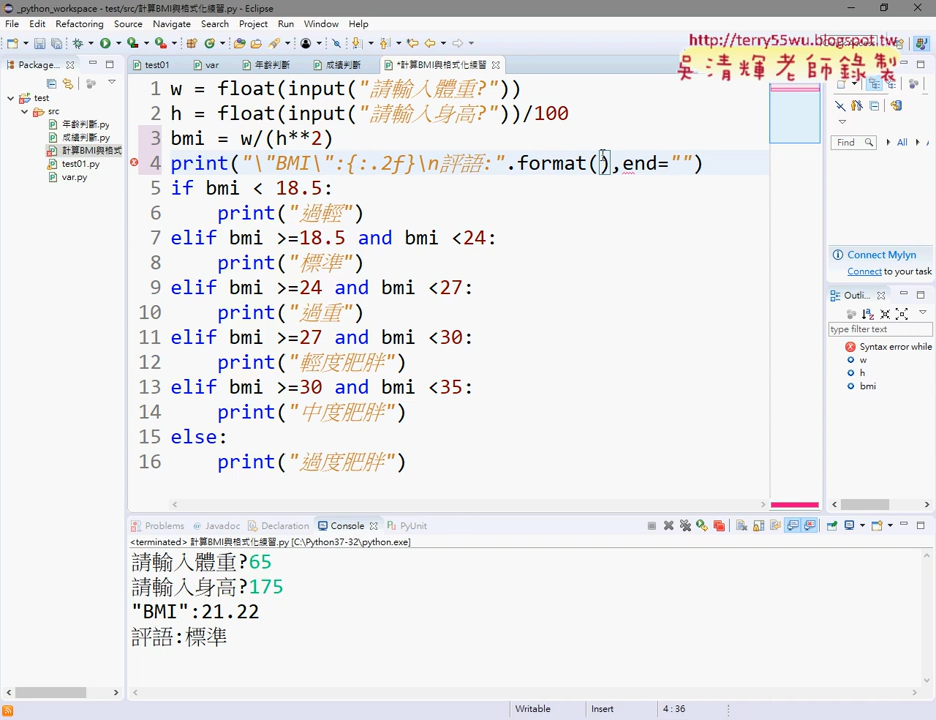 _python_workspace - test/src/計算BMI與格式化練習.py - Eclipse
File Edit Refactoring Source Navigate Search Project Run Window Help
http://terry55wu.blogspot.tw
吳清輝老師錄製
Package...
test01
var
年齡判斷
成績判斷
*計算BMI與格式化練習
test
src
年齡判斷.py
成績判斷.py
計算BMI與格式
test01.py
var.py
1 w = float(input("請輸入體重?"))
2 h = float(input("請輸入身高?"))/100
3 bmi = w/(h**2)
4 print("\"BMI\":{:.2f}\n評語:".format(),end="")
5 if bmi < 18.5:
6 print("過輕")
7 elif bmi >=18.5 and bmi <24:
8 print("標準")
9 elif bmi >=24 and bmi <27:
10 print("過重")
11 elif bmi >=27 and bmi <30:
12 print("輕度肥胖")
13 elif bmi >=30 and bmi <35:
14 print("中度肥胖")
15 else:
16 print("過度肥胖")
Find
All
Connect Mylyn
Connect to your task
Outli...
type filter text
Syntax error while
w
h
bmi
Problems Javadoc Declaration Console PyUnit
<terminated> 計算BMI與格式化練習.py [C:\Python37-32\python.exe]
請輸入體重?65
請輸入身高?175
"BMI":21.22
評語:標準
Writable Insert 4 : 36